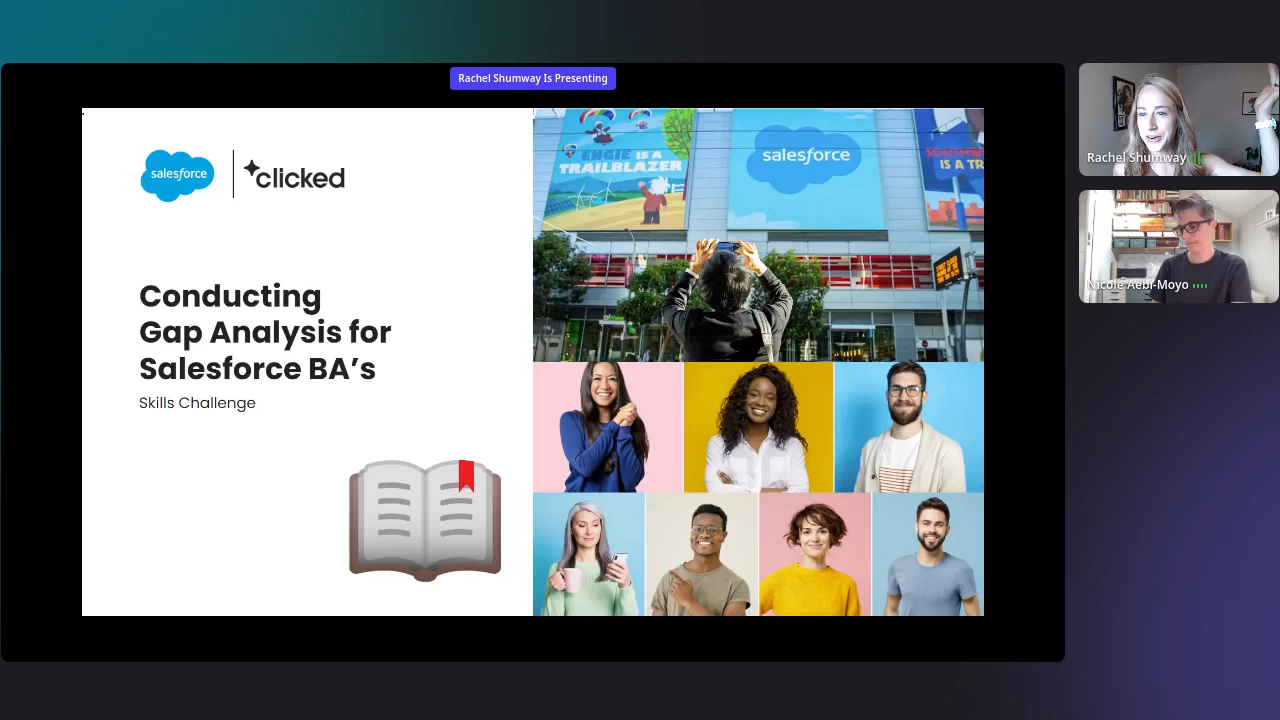 Rachel Shumway Is Presenting
salesforce
clicked
Conducting
Gap Analysis for
Salesforce BA’s
Skills Challenge
ENGIE IS A
TRAILBLAZER
salesforce
IS A TR
Rachel Shumway
Nicole Aebi-Moyo